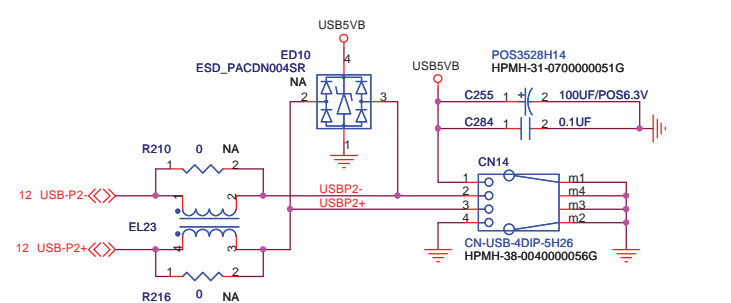 USB5VB
ED10
ESD_PACDN004SR
NA
4
2
3
1
USB5VB
POS3528H14
HPMH-31-0700000051G
C255 1 + 2 100UF/POS6.3V
C284 1 2 0.1UF
R210 0 NA
1 2
12 USB-P2-
1 2
EL23
4 3
12 USB-P2+
1 2
R216 0 NA
USBP2-
USBP2+
CN14
1 m1
2 m4
3 m3
4 m2
CN-USB-4DIP-5H26
HPMH-38-0040000056G